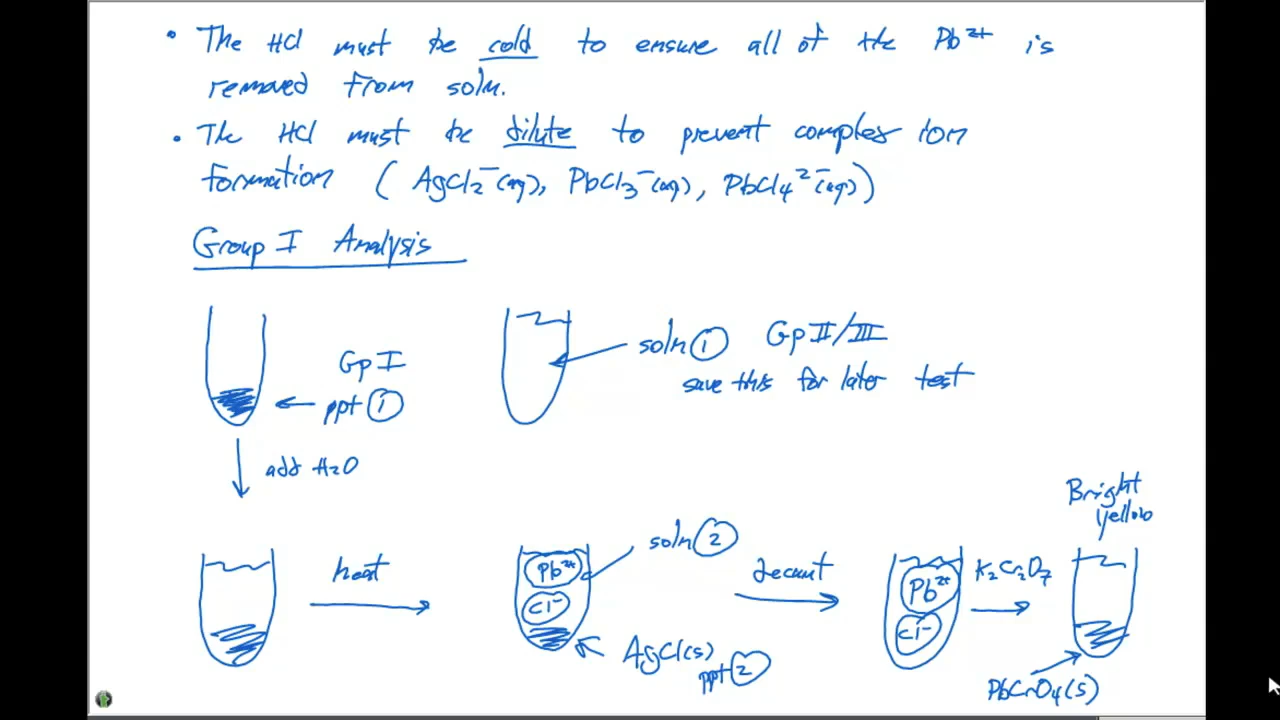 • The HCl must be cold to ensure all of the Pb²⁺ is
removed from soln.
• The HCl must be dilute to prevent complex ion
formation (AgCl₂⁻(aq), PbCl₃⁻(aq), PbCl₄²⁻(aq))
Group I Analysis
Gp I
ppt ①
soln ① Gp II/III
save this for later test
add H₂O
heat
Pb²⁺
Cl⁻
soln ②
AgCl(s)
ppt ②
decant
Pb²⁺
Cl⁻
K₂Cr₂O₇
Bright
yellow
PbCrO₄(s)